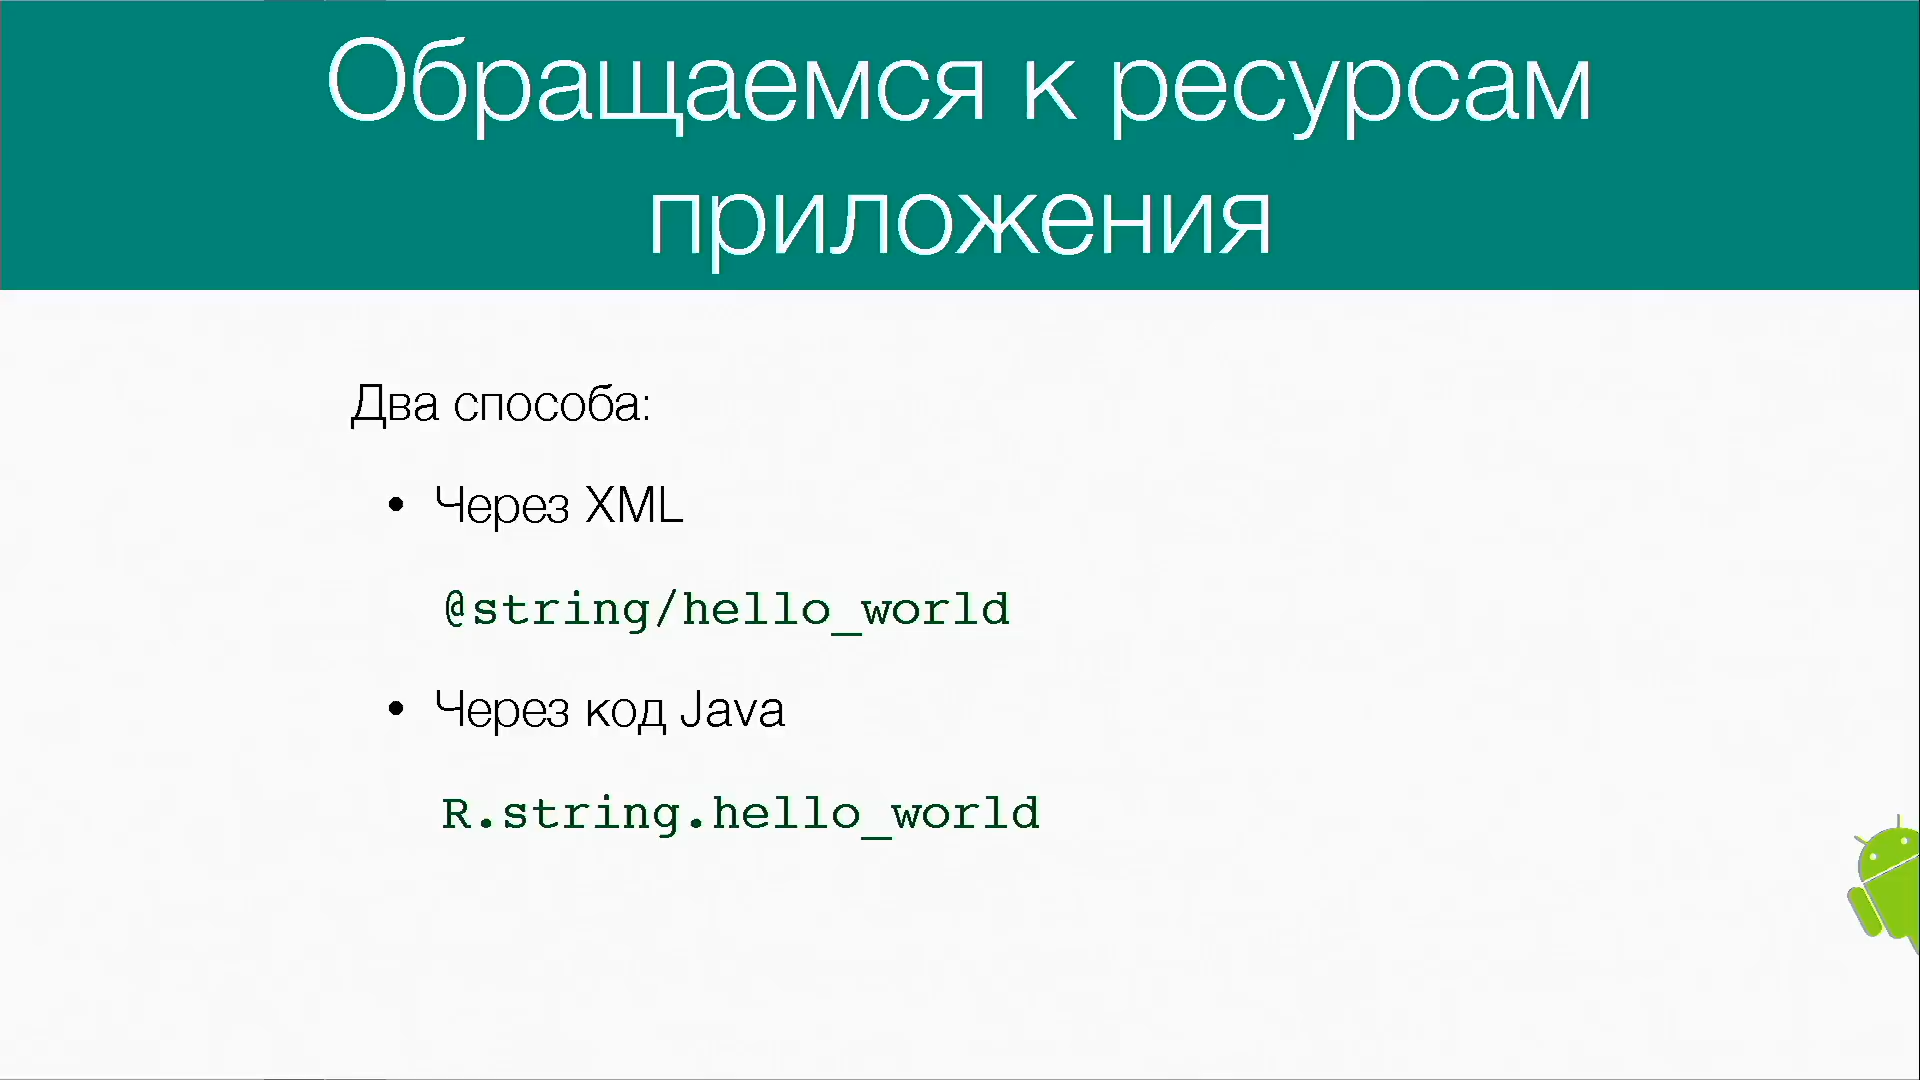 Обращаемся к ресурсам
приложения
Два способа:
• Через XML
@string/hello_world
• Через код Java
R.string.hello_world